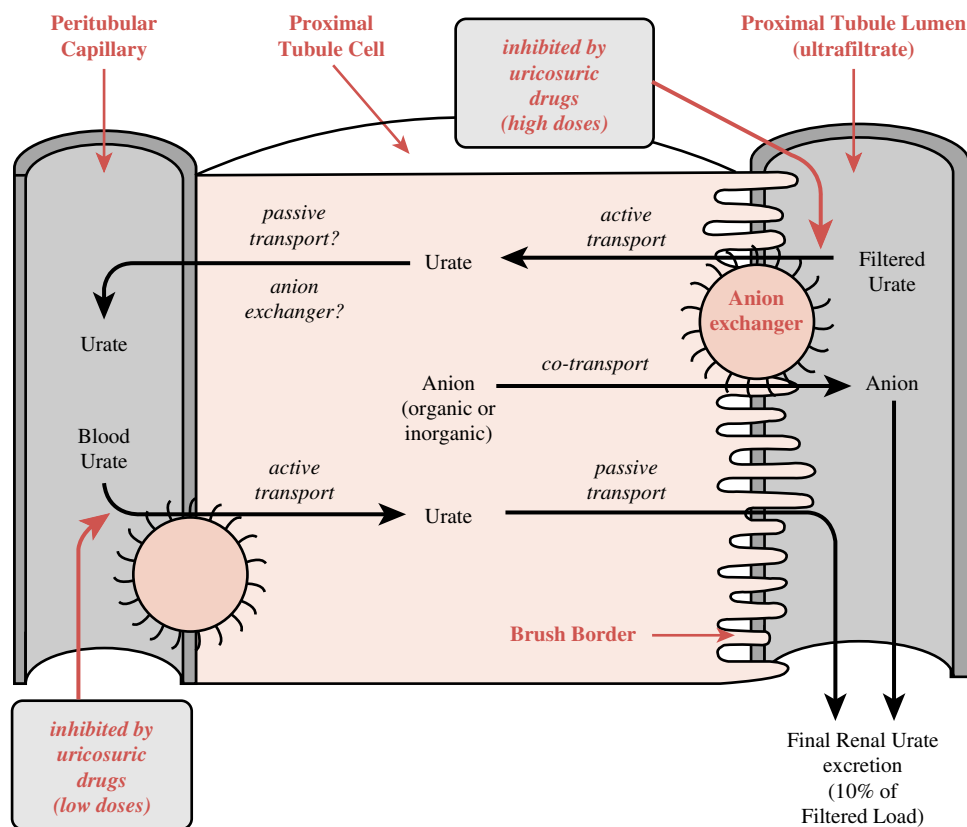 Peritubular
Capillary
Proximal
Tubule Cell
inhibited by
uricosuric
drugs
(high doses)
Proximal Tubule Lumen
(ultrafiltrate)
passive
transport?
active
transport
Urate
Filtered
Urate
anion
exchanger?
Anion
exchanger
Urate
co-transport
Anion
(organic or
inorganic)
Anion
Blood
Urate
active
transport
passive
transport
Urate
Brush Border
inhibited by
uricosuric
drugs
(low doses)
Final Renal Urate
excretion
(10% of
Filtered Load)